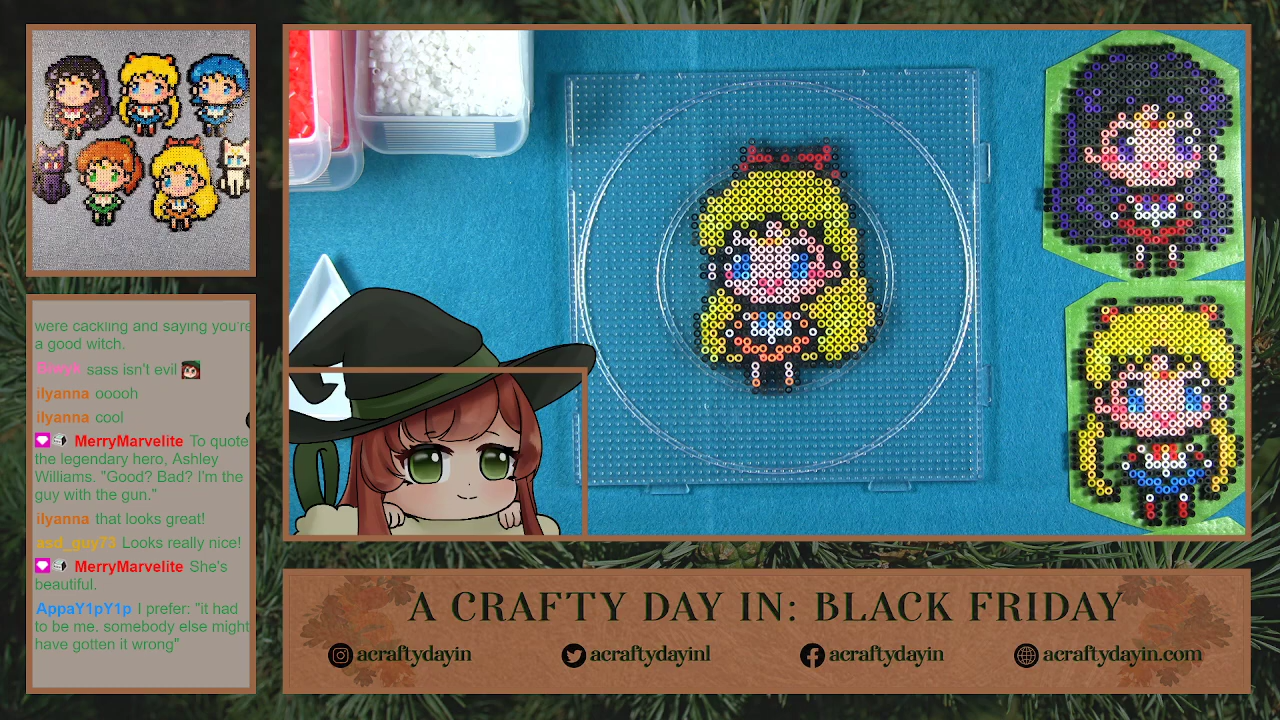 were cackling and saying you're
a good witch.
sass isn't evil
ilyanna ooooh
ilyanna cool
MerryMarvelite To quote
the legendary hero, Ashley
Williams. "Good? Bad? I'm the
guy with the gun."
ilyanna that looks great!
asd_guy73 Looks really nice!
MerryMarvelite She's
beautiful.
AppaY1pY1p I prefer: "it had
to be me. somebody else might
have gotten it wrong"
A CRAFTY DAY IN: BLACK FRIDAY
acraftydayin
acraftydayinl
acraftydayin
acraftydayin.com